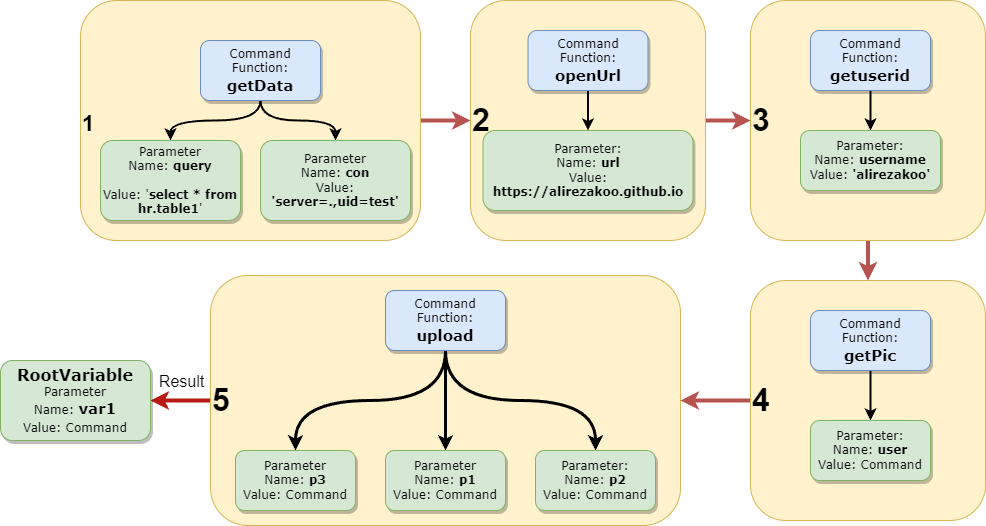 1
Command
Function:
getData
Parameter
Name: query
Value: 'select * from
hr.table1'
Parameter
Name: con
Value:
'server=.,uid=test'
2
Command
Function:
openUrl
Parameter:
Name: url
Value:
https://alirezakoo.github.io
3
Command
Function:
getuserid
Parameter:
Name: username
Value: 'alirezakoo'
4
Command
Function:
getPic
Parameter:
Name: user
Value: Command
5
Command
Function:
upload
Parameter
Name: p3
Value: Command
Parameter
Name: p1
Value: Command
Parameter:
Name: p2
Value: Command
Result
RootVariable
Parameter
Name: var1
Value: Command